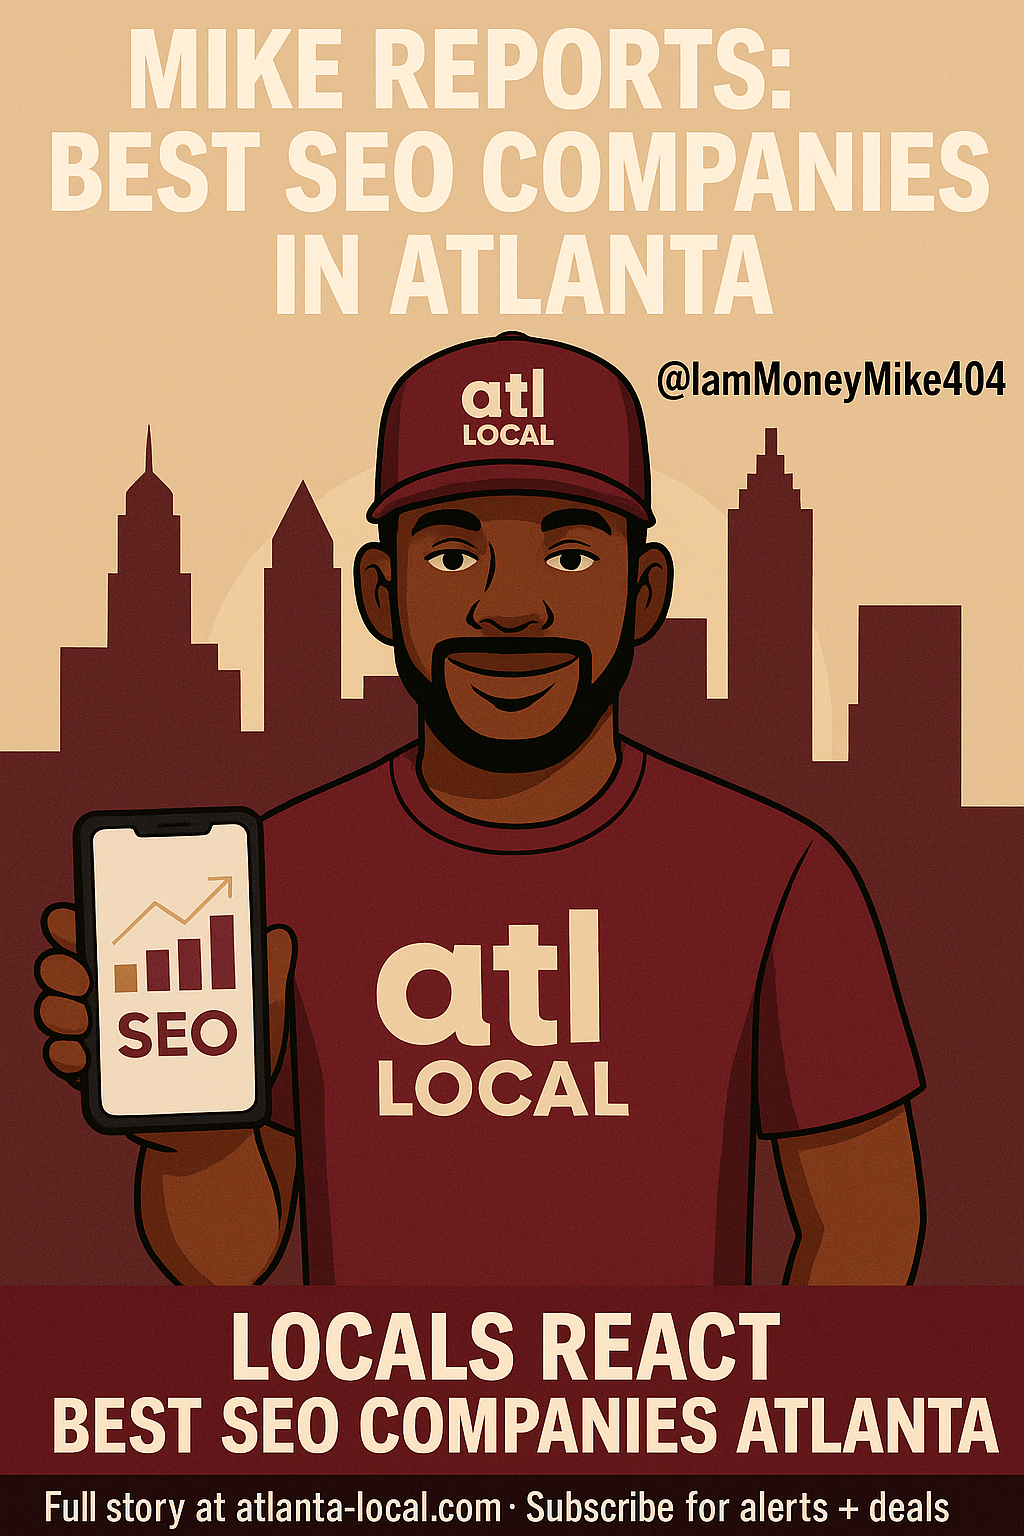 MIKE REPORTS:
BEST SEO COMPANIES
IN ATLANTA
@IamMoneyMike404
atl
LOCAL
SEO
atl
LOCAL
LOCALS REACT
BEST SEO COMPANIES ATLANTA
Full story at atlanta-local.com · Subscribe for alerts + deals